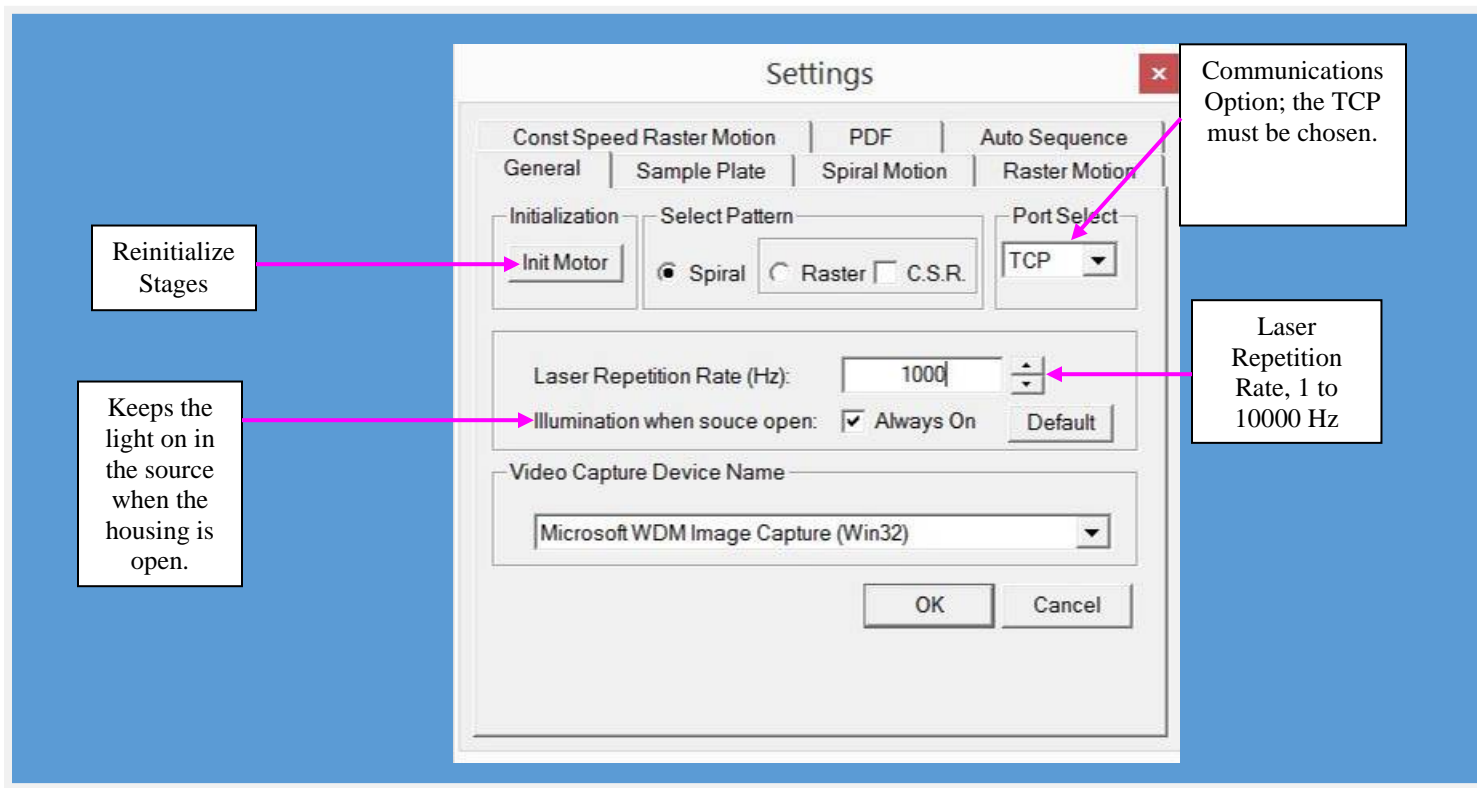 Settings
Communications
Option; the TCP
must be chosen.
Const Speed Raster Motion
PDF
Auto Sequence
General
Sample Plate
Spiral Motion
Raster Motion
Initialization
Select Pattern
Port Select
Reinitialize
Stages
Init Motor
Spiral
Raster
C.S.R.
TCP
Laser Repetition Rate (Hz):
1000
Laser
Repetition
Rate, 1 to
10000 Hz
Keeps the
light on in
the source
when the
housing is
open.
Illumination when souce open:
Always On
Default
Video Capture Device Name
Microsoft WDM Image Capture (Win32)
OK
Cancel